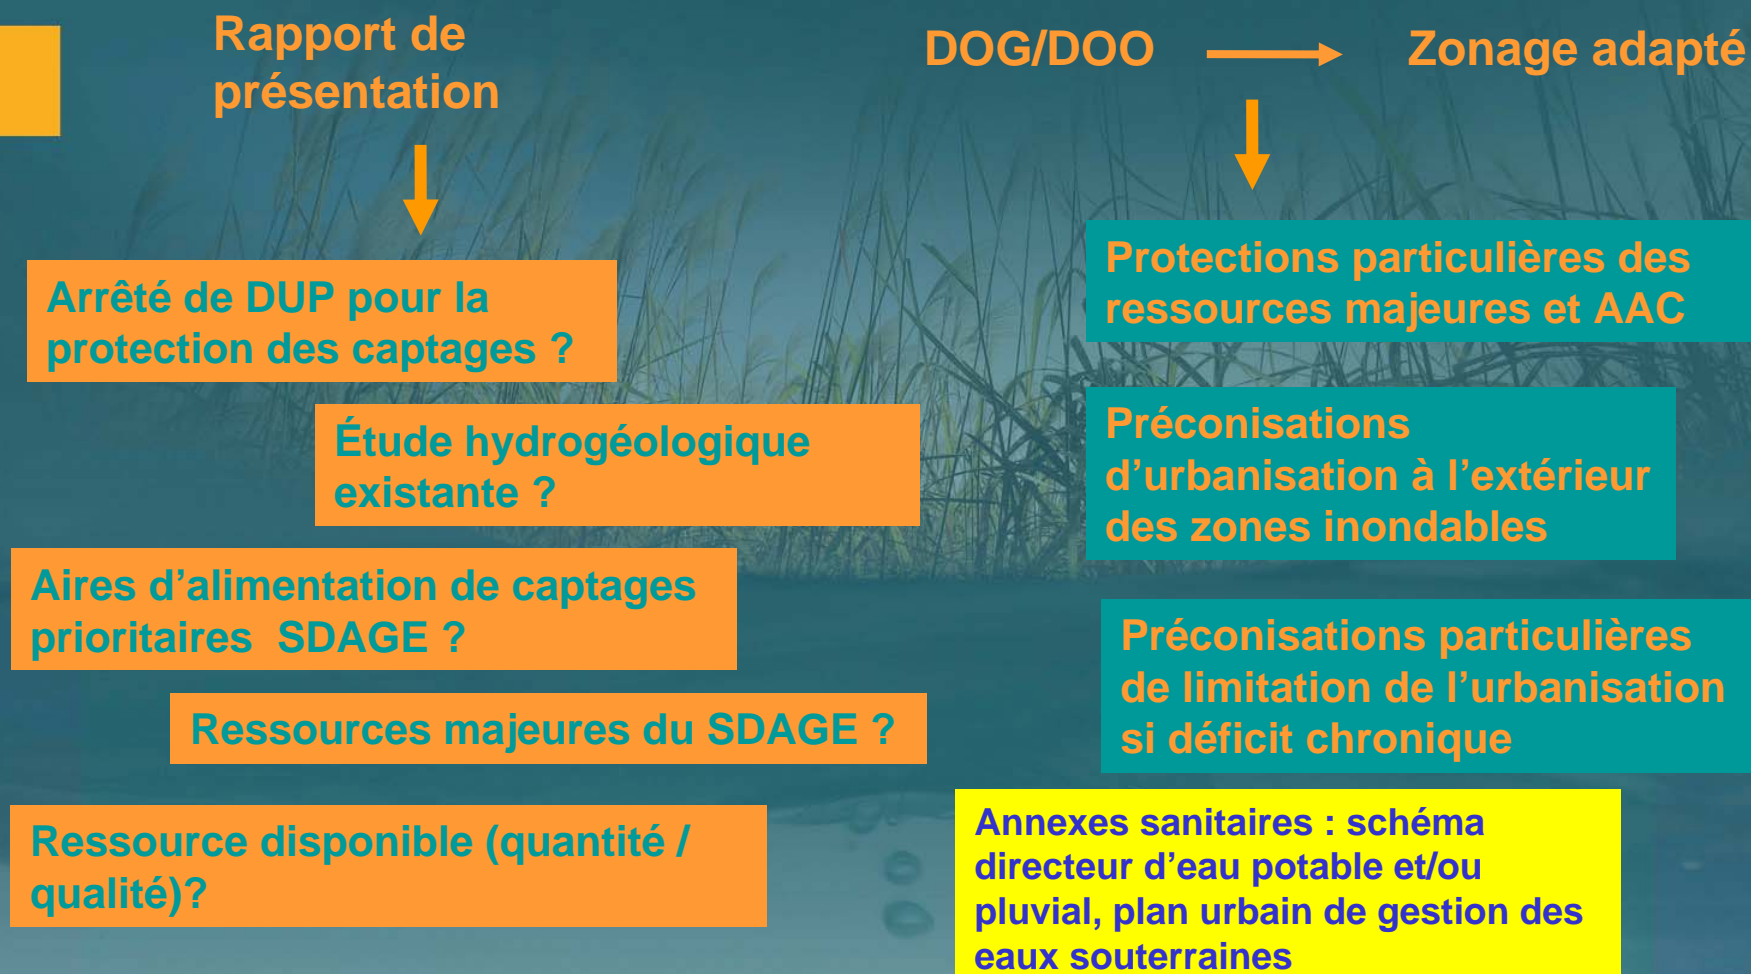 Rapport de
présentation
Arrêté de DUP pour la
protection des captages ?
Étude hydrogéologique
existante ?
Aires d’alimentation de captages
prioritaires  SDAGE ?
Ressources majeures du SDAGE ?
Ressource disponible (quantité /
qualité)?
DOG/DOO
Zonage adapté
Protections particulières des
ressources majeures et AAC
Préconisations
d’urbanisation à l’extérieur
des zones inondables
Préconisations particulières
de limitation de l’urbanisation
si déficit chronique
Annexes sanitaires : schéma
directeur d’eau potable et/ou
pluvial, plan urbain de gestion des
eaux souterraines